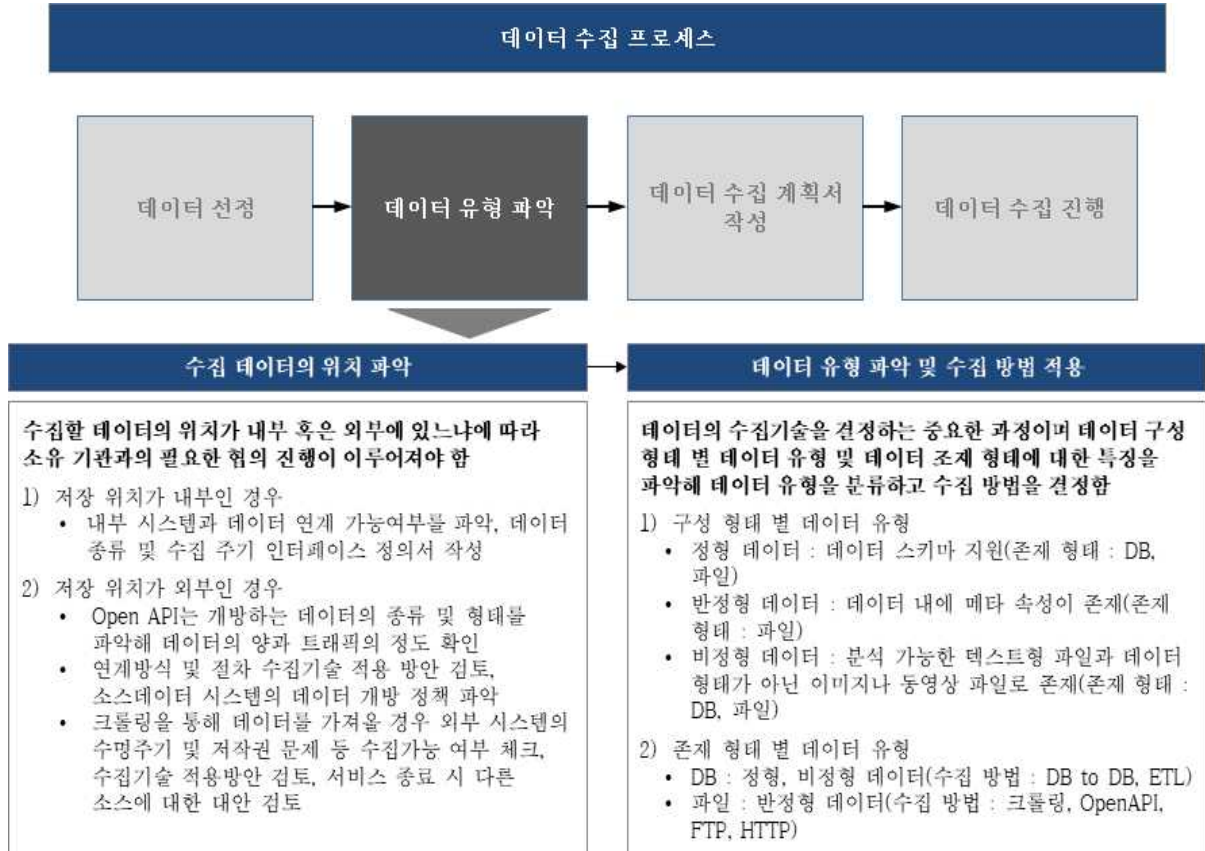 데이터 수집 프로세스
데이터 선정
데이터 유형 파악
데이터 수집 계획서
작성
데이터 수집 진행
수집 데이터의 위치 파악
수집할 데이터의 위치가 내부 혹은 외부에 있느냐에 따라
소유 기관과의 필요한 협의 진행이 이루어져야 함
1) 저장 위치가 내부인 경우
• 내부 시스템과 데이터 연계 가능여부를 파악, 데이터
종류 및 수집 주기 인터페이스 정의서 작성
2) 저장 위치가 외부인 경우
• Open API는 개방하는 데이터의 종류 및 형태를
파악해 데이터의 양과 트래픽의 정도 확인
• 연계방식 및 절차 수집기술 적용 방안 검토,
소스데이터 시스템의 데이터 개방 정책 파악
• 크롤링을 통해 데이터를 가져올 경우 외부 시스템의
수명주기 및 저작권 문제 등 수집가능 여부 체크,
수집기술 적용방안 검토, 서비스 종료 시 다른
소스에 대한 대안 검토
데이터 유형 파악 및 수집 방법 적용
데이터의 수집기술을 결정하는 중요한 과정이며 데이터 구성
형태 별 데이터 유형 및 데이터 조재 형태에 대한 특징을
파악해 데이터 유형을 분류하고 수집 방법을 결정함
1) 구성 형태 별 데이터 유형
• 정형 데이터 : 데이터 스키마 지원(존재 형태 : DB,
파일)
• 반정형 데이터 : 데이터 내에 메타 속성이 존재(존재
형태 : 파일)
• 비정형 데이터 : 분석 가능한 텍스트형 파일과 데이터
형태가 아닌 이미지나 동영상 파일로 존재(존재 형태 :
DB, 파일)
2) 존재 형태 별 데이터 유형
• DB : 정형, 비정형 데이터(수집 방법 : DB to DB, ETL)
• 파일 : 반정형 데이터(수집 방법 : 크롤링, OpenAPI,
FTP, HTTP)